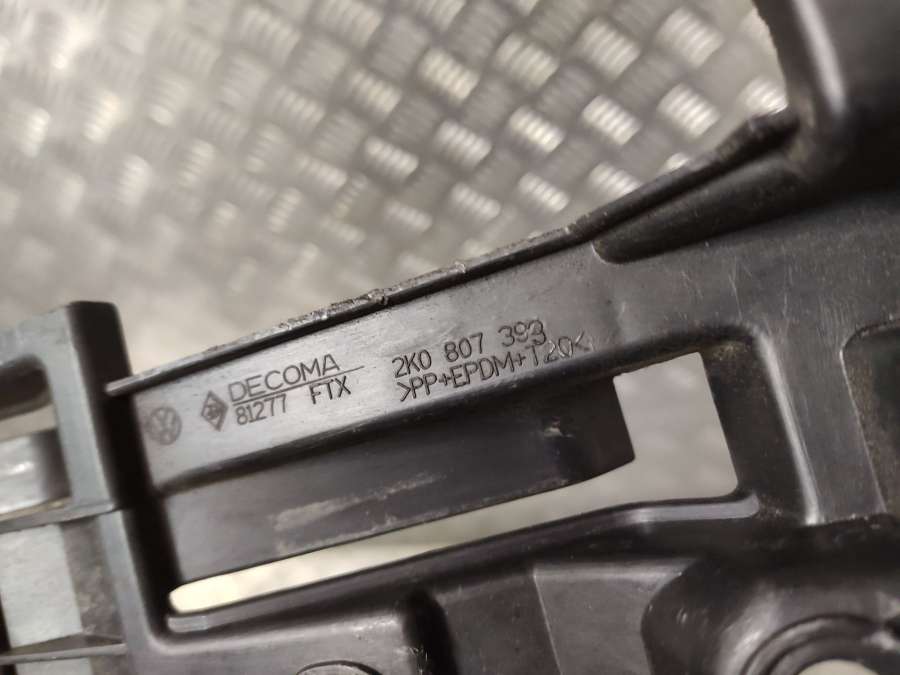 DECOMA
81277 FTX
2K0 807 393
>PP+EPDM+T20<